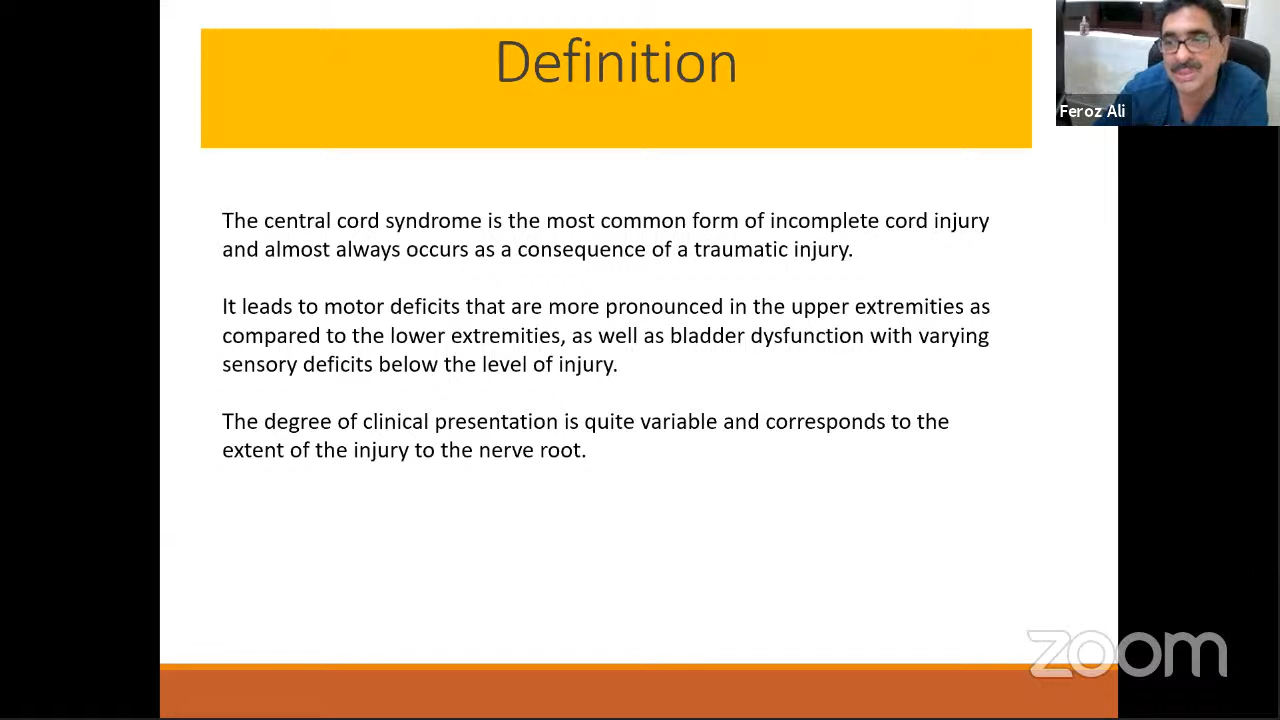 Definition
Feroz Ali
The central cord syndrome is the most common form of incomplete cord injury
and almost always occurs as a consequence of a traumatic injury.
It leads to motor deficits that are more pronounced in the upper extremities as
compared to the lower extremities, as well as bladder dysfunction with varying
sensory deficits below the level of injury.
The degree of clinical presentation is quite variable and corresponds to the
extent of the injury to the nerve root.
zoom